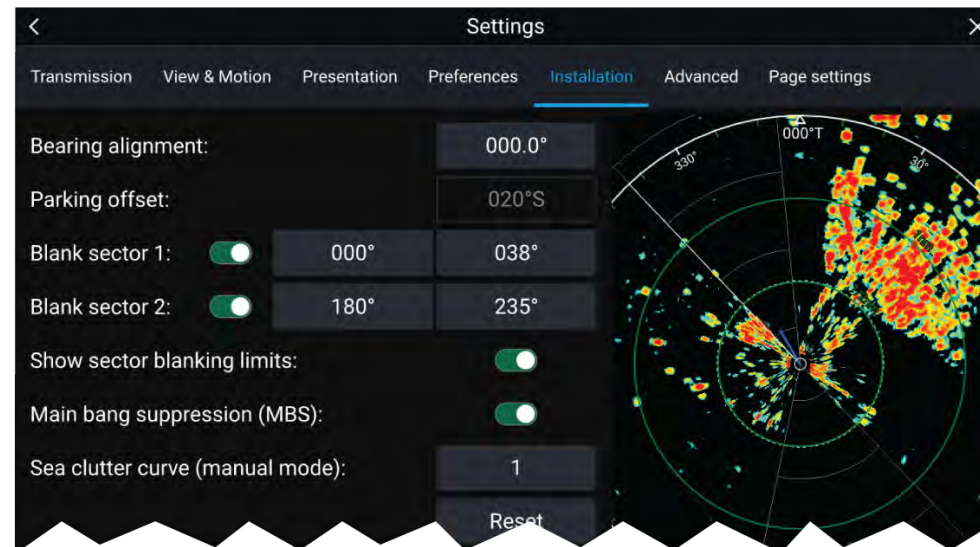 Settings
Transmission View & Motion Presentation Preferences Installation Advanced Page settings
Bearing alignment: 000.0°
Parking offset: 020°S
Blank sector 1: 000° 038°
Blank sector 2: 180° 235°
Show sector blanking limits:
Main bang suppression (MBS):
Sea clutter curve (manual mode): 1
Reset
000°T
330° 30°